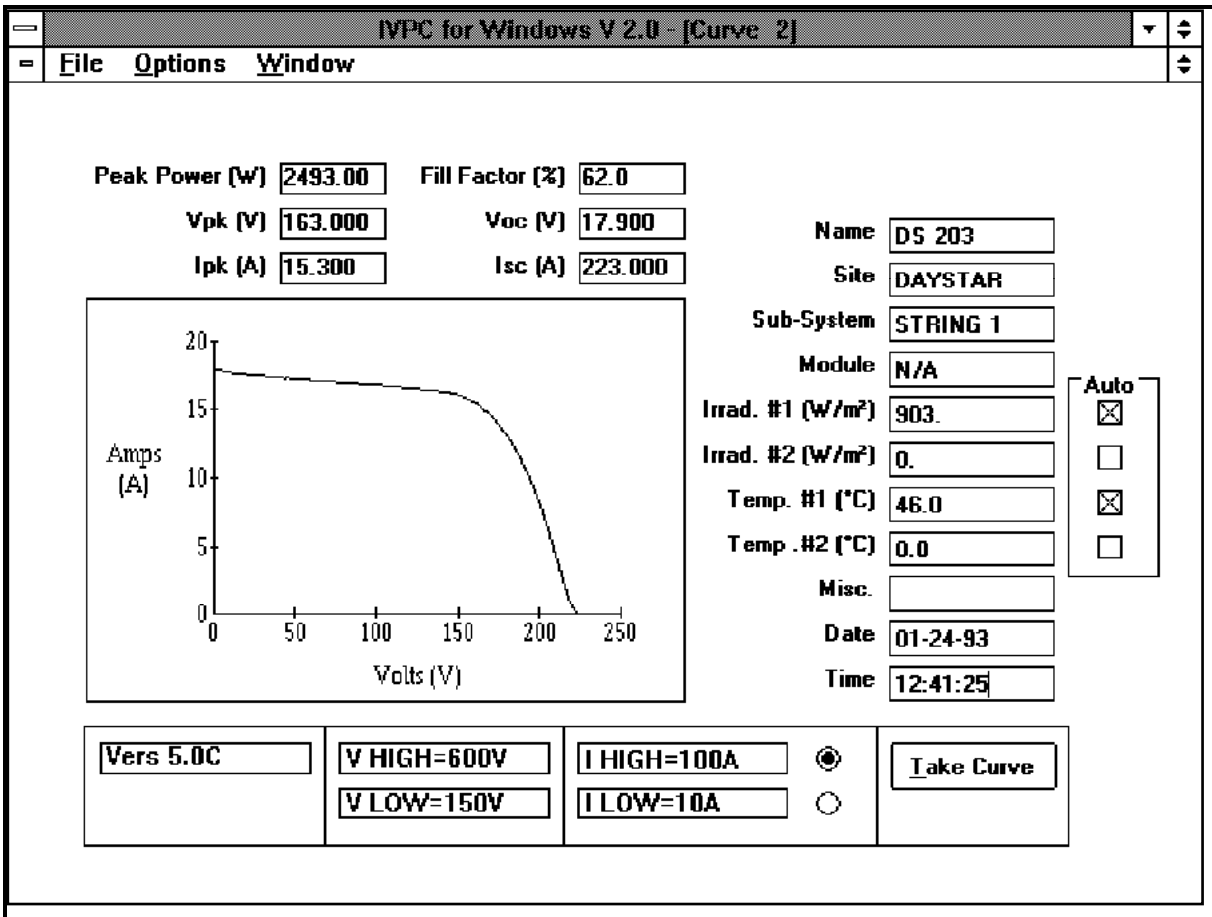 IVPC for Windows V 2.0 - [Curve 2]
File Options Window
Peak Power (W) 2493.00 Fill Factor (%) 62.0
Vpk (V) 163.000 Voc (V) 17.900
Ipk (A) 15.300 Isc (A) 223.000
20
15
Amps
(A)
10
5
0
0 50 100 150 200 250
Volts (V)
Name DS 203
Site DAYSTAR
Sub-System STRING 1
Module N/A
Auto
Irrad. #1 (W/m²) 903.
Irrad. #2 (W/m²) 0.
Temp. #1 (°C) 46.0
Temp .#2 (°C) 0.0
Misc.
Date 01-24-93
Time 12:41:25
Vers 5.0C V HIGH=600V I HIGH=100A Take Curve
V LOW=150V I LOW=10A